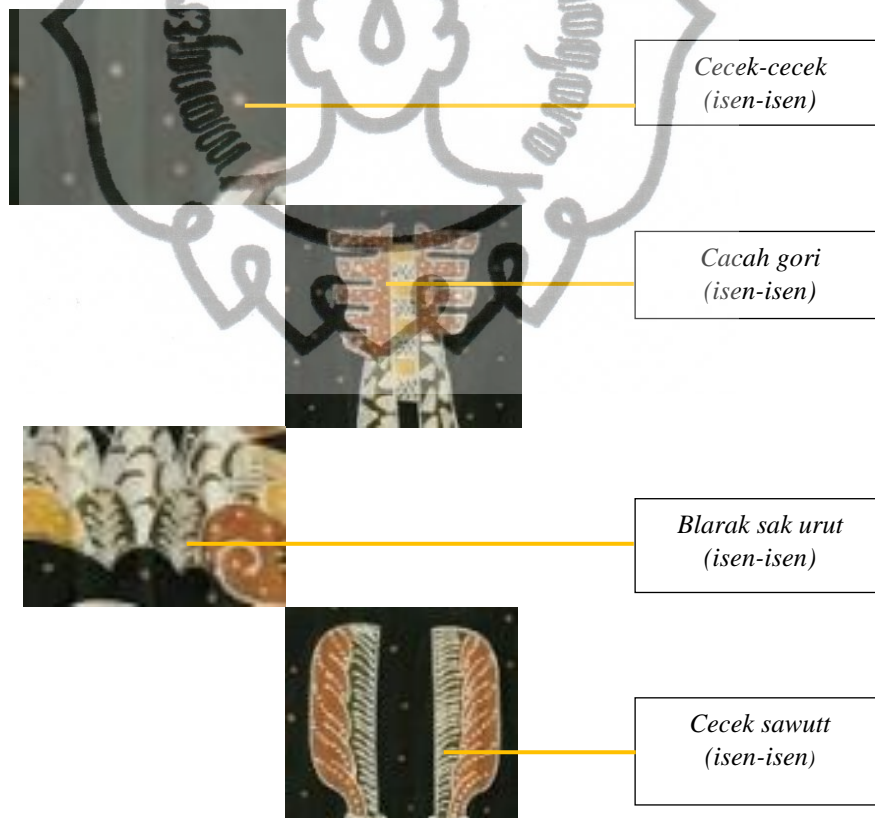 Cecek-cecek
(isen-isen)
Cacah gori
(isen-isen)
Blarak sak urut
(isen-isen)
Cecek sawutt
(isen-isen)